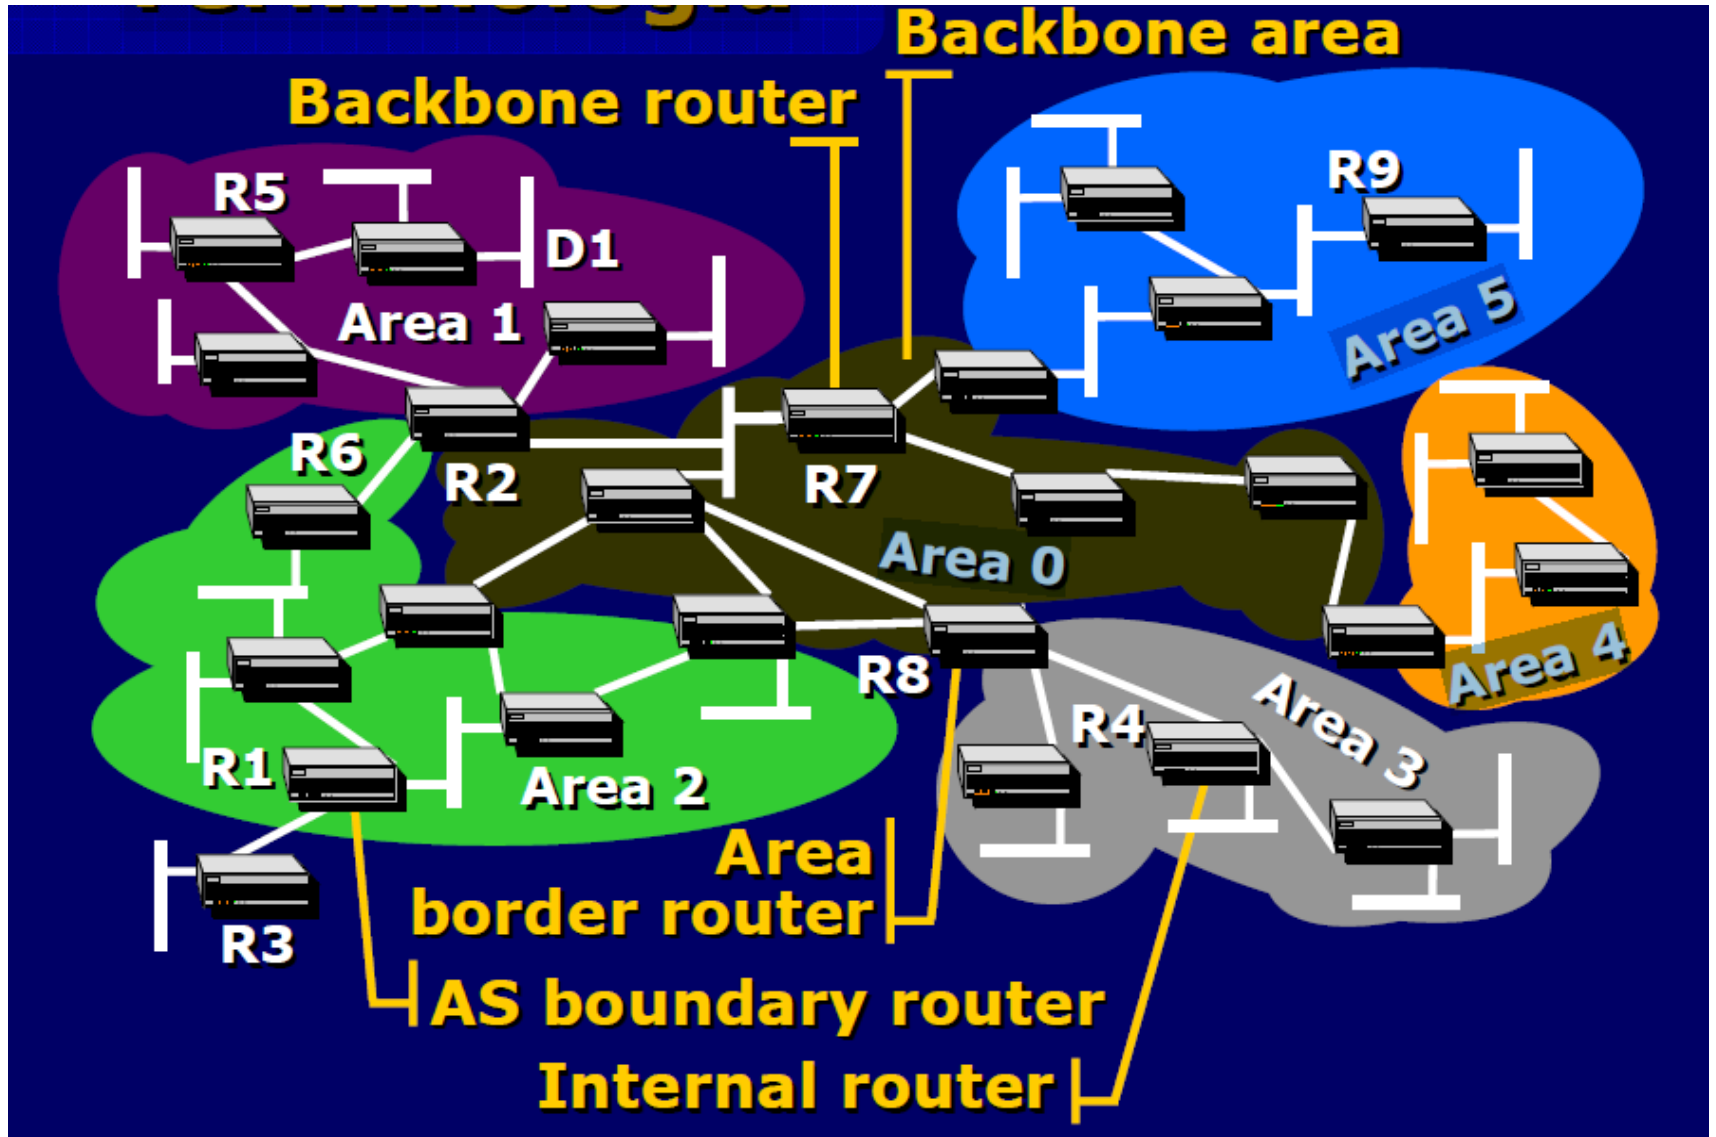 Backbone area
Backbone router
R5
R9
D1
Area 1
Area 5
R6
R2
R7
Area 0
Area 4
R8
R4
Area 3
R1
Area 2
Area
border router
R3
AS boundary router
Internal router